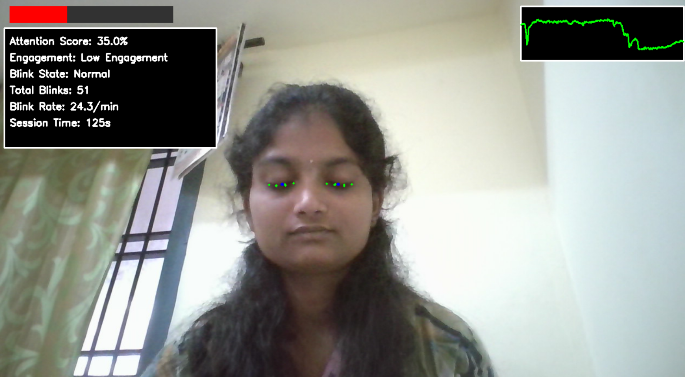 Attention Score: 35.0%
Engagement: Low Engagement
Blink State: Normal
Total Blinks: 51
Blink Rate: 24.3/min
Session Time: 125s